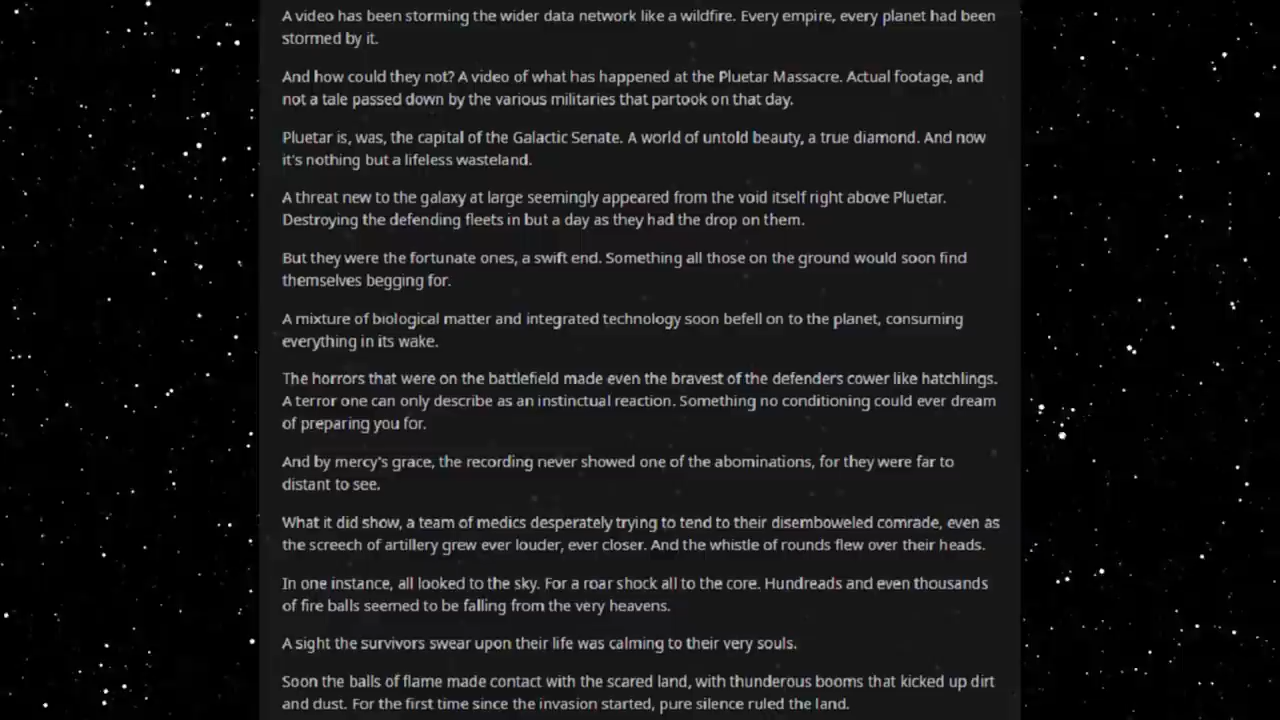 A video has been storming the wider data network like a wildfire. Every empire, every planet had been
stormed by it.
And how could they not? A video of what has happened at the Pluetar Massacre. Actual footage, and
not a tale passed down by the various militaries that partook on that day.
Pluetar is, was, the capital of the Galactic Senate. A world of untold beauty, a true diamond. And now
it's nothing but a lifeless wasteland.
A threat new to the galaxy at large seemingly appeared from the void itself right above Pluetar.
Destroying the defending fleets in but a day as they had the drop on them.
But they were the fortunate ones, a swift end. Something all those on the ground would soon find
themselves begging for.
A mixture of biological matter and integrated technology soon befell on to the planet, consuming
everything in its wake.
The horrors that were on the battlefield made even the bravest of the defenders cower like hatchlings.
A terror one can only describe as an instinctual reaction. Something no conditioning could ever dream
of preparing you for.
And by mercy's grace, the recording never showed one of the abominations, for they were far to
distant to see.
What it did show, a team of medics desperately trying to tend to their disemboweled comrade, even as
the screech of artillery grew ever louder, ever closer. And the whistle of rounds flew over their heads.
In one instance, all looked to the sky. For a roar shock all to the core. Hundreads and even thousands
of fire balls seemed to be falling from the very heavens.
A sight the survivors swear upon their life was calming to their very souls.
Soon the balls of flame made contact with the scared land, with thunderous booms that kicked up dirt
and dust. For the first time since the invasion started, pure silence ruled the land.